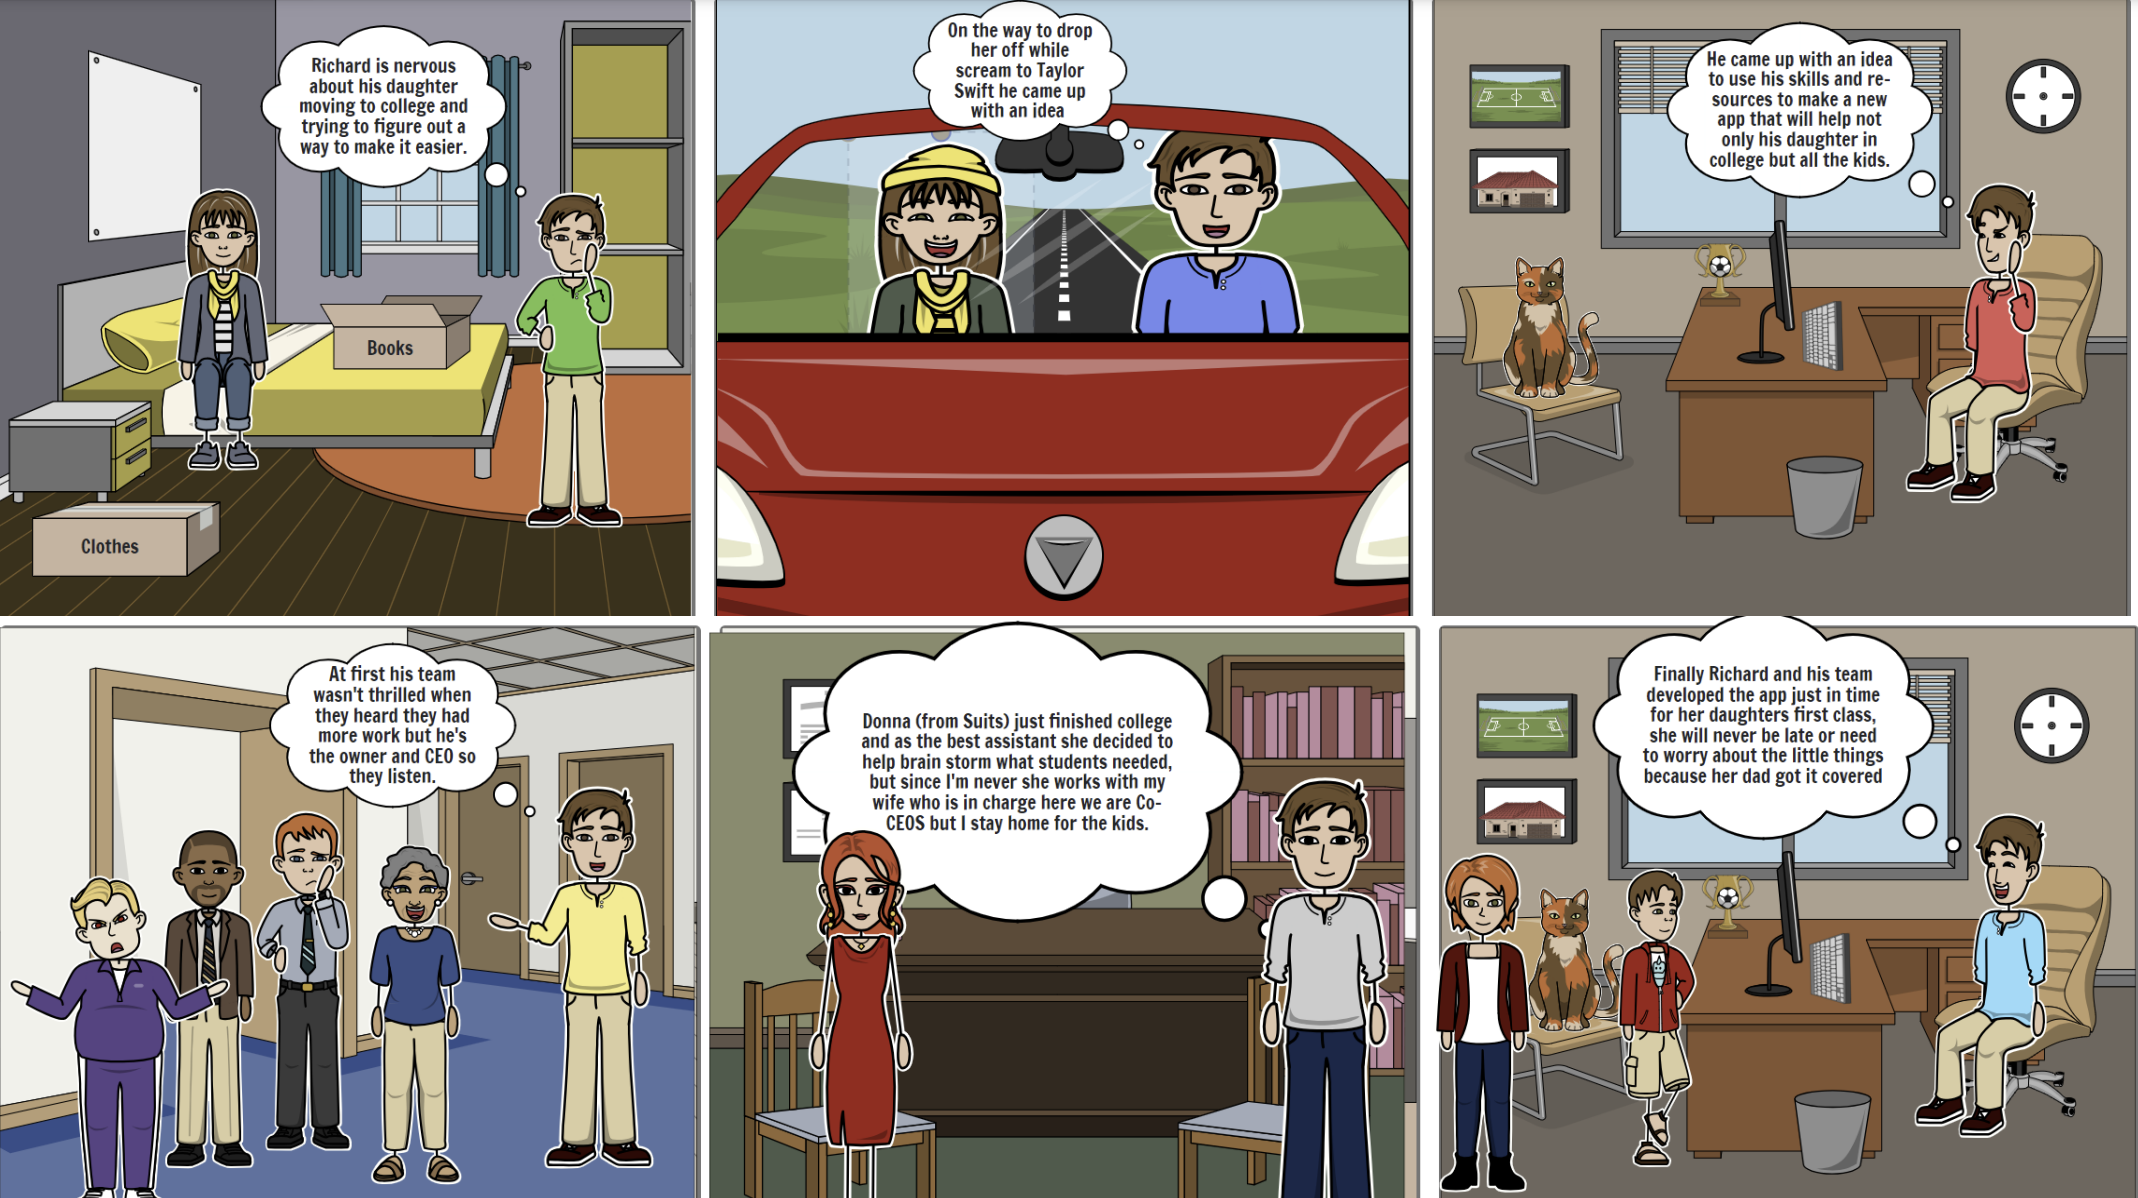 Richard is nervous
about his daughter
moving to college and
trying to figure out a
way to make it easier.
Books
Clothes
On the way to drop
her off while
scream to Taylor
Swift he came up
with an idea
He came up with an idea
to use his skills and re-
sources to make a new
app that will help not
only his daughter in
college but all the kids.
At first his team
wasn't thrilled when
they heard they had
more work but he's
the owner and CEO so
they listen.
Donna (from Suits) just finished college
and as the best assistant she decided to
help brain storm what students needed,
but since I'm never she works with my
wife who is in charge here we are Co-
CEOS but I stay home for the kids.
Finally Richard and his team
developed the app just in time
for her daughters first class,
she will never be late or need
to worry about the little things
because her dad got it covered